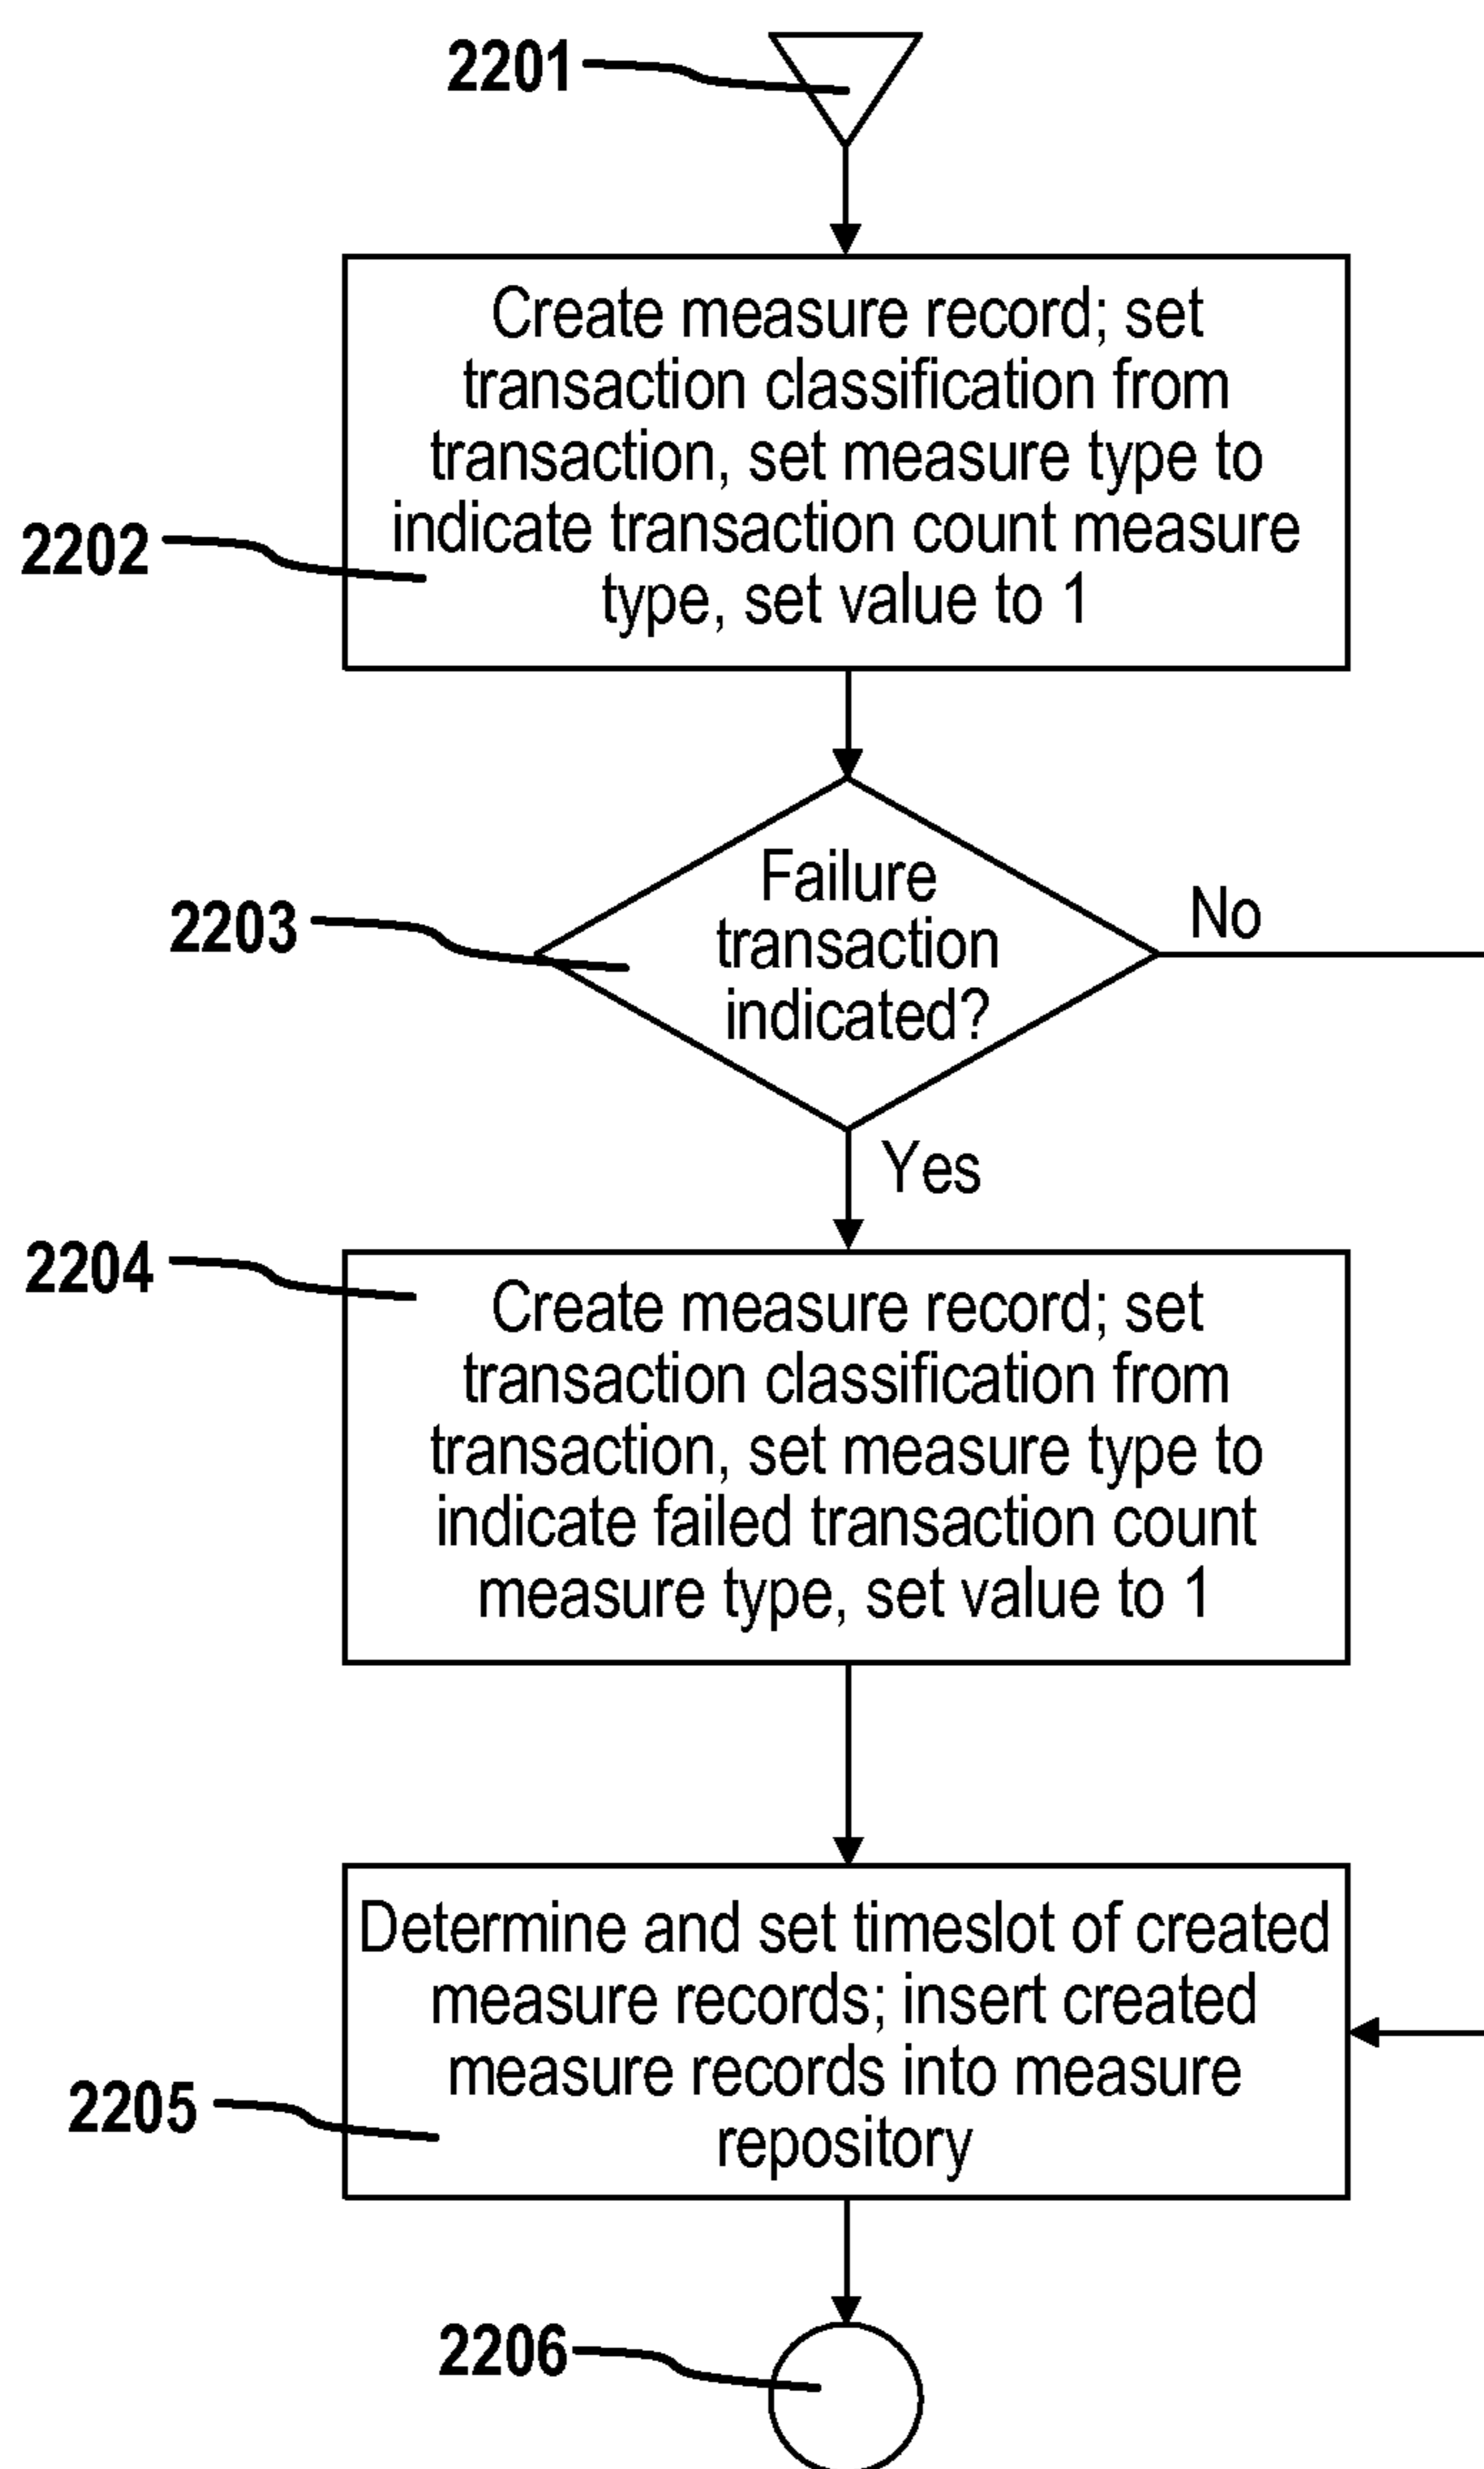 2201
Create measure record; set
transaction classification from
transaction, set measure type to
indicate transaction count measure
type, set value to 1
2202
Failure
transaction
indicated?
2203
No
Yes
2204
Create measure record; set
transaction classification from
transaction, set measure type to
indicate failed transaction count
measure type, set value to 1
Determine and set timeslot of created
measure records; insert created
measure records into measure
repository
2205
2206